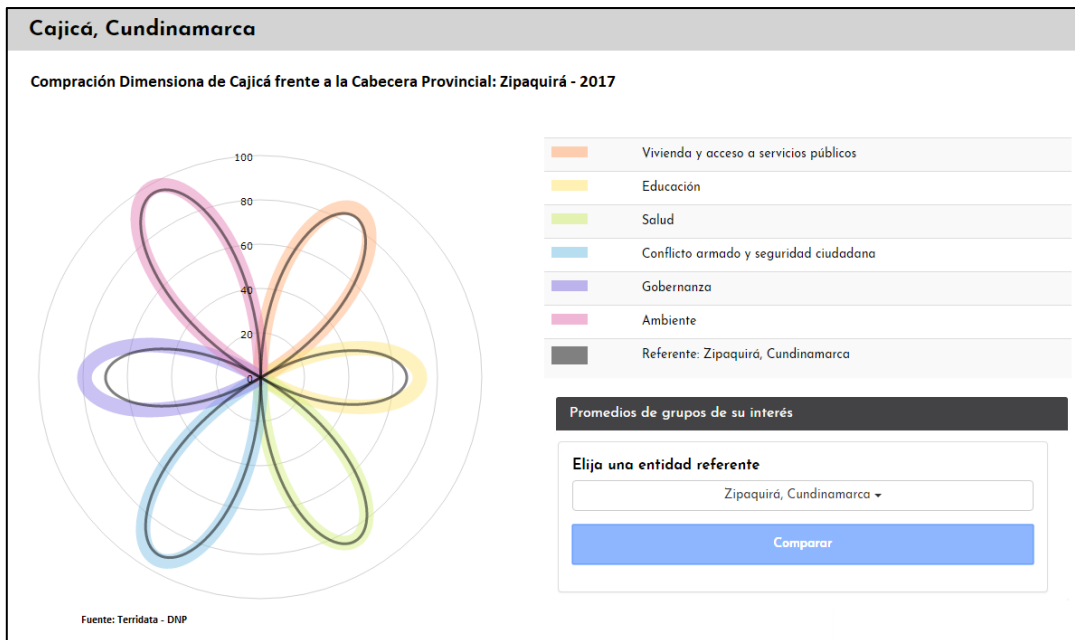 Cajicá, Cundinamarca
Compración Dimensiona de Cajicá frente a la Cabecera Provincial: Zipaquirá - 2017
100
80
60
40
20
0
Vivienda y acceso a servicios públicos
Educación
Salud
Conflicto armado y seguridad ciudadana
Gobernanza
Ambiente
Referente: Zipaquirá, Cundinamarca
Promedios de grupos de su interés
Elija una entidad referente
Zipaquirá, Cundinamarca
Comparar
Fuente: Terridata - DNP